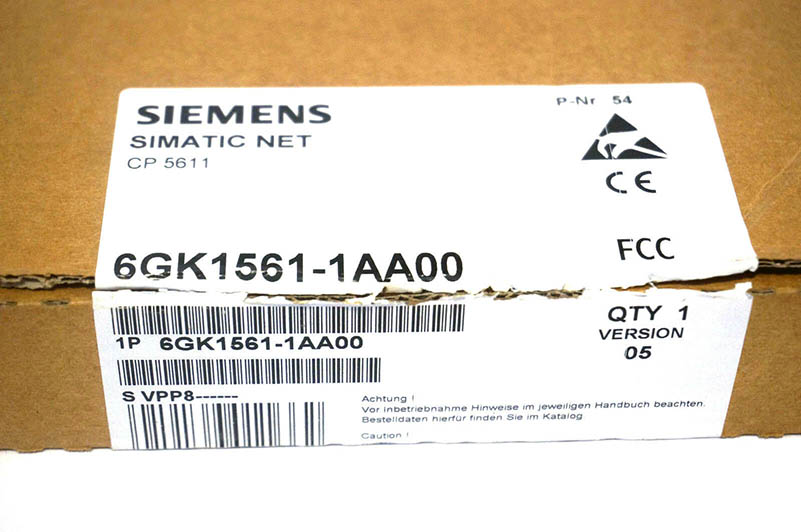 SIEMENS
P-Nr 54
SIMATIC NET
CP 5611
CE
FCC
6GK1561-1AA00
QTY 1
VERSION
05
1P 6GK1561-1AA00
S VPP8------
Achtung !
Vor Inbetriebnahme Hinweise im jeweiligen Handbuch beachten.
Bestelldaten hierfür finden Sie im Katalog
Caution !